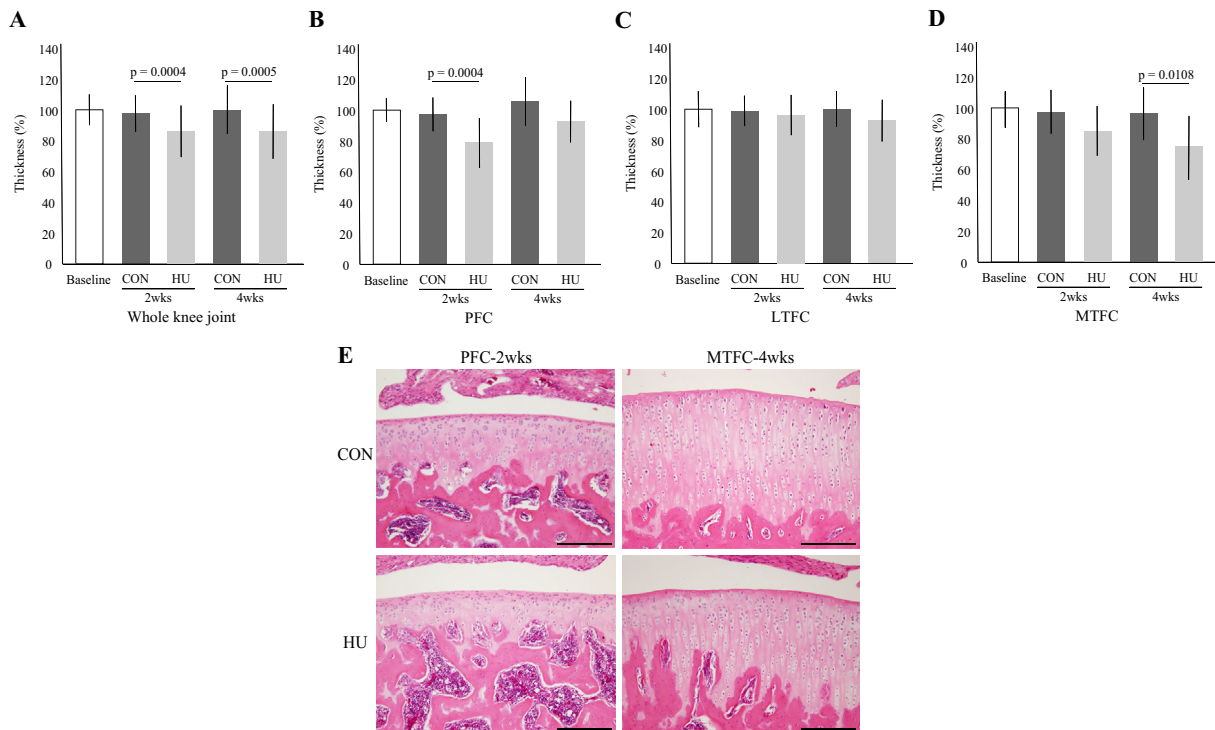 A
140
120
100
80
60
40
20
0
Thickness (%)
p = 0.0004
p = 0.0005
Baseline CON HU CON HU
2wks 4wks
Whole knee joint
B
140
120
100
80
60
40
20
0
Thickness (%)
p = 0.0004
Baseline CON HU CON HU
2wks 4wks
PFC
C
140
120
100
80
60
40
20
0
Thickness (%)
Baseline CON HU CON HU
2wks 4wks
LTFC
D
140
120
100
80
60
40
20
0
Thickness (%)
p = 0.0108
Baseline CON HU CON HU
2wks 4wks
MTFC
E
PFC-2wks MTFC-4wks
CON
HU